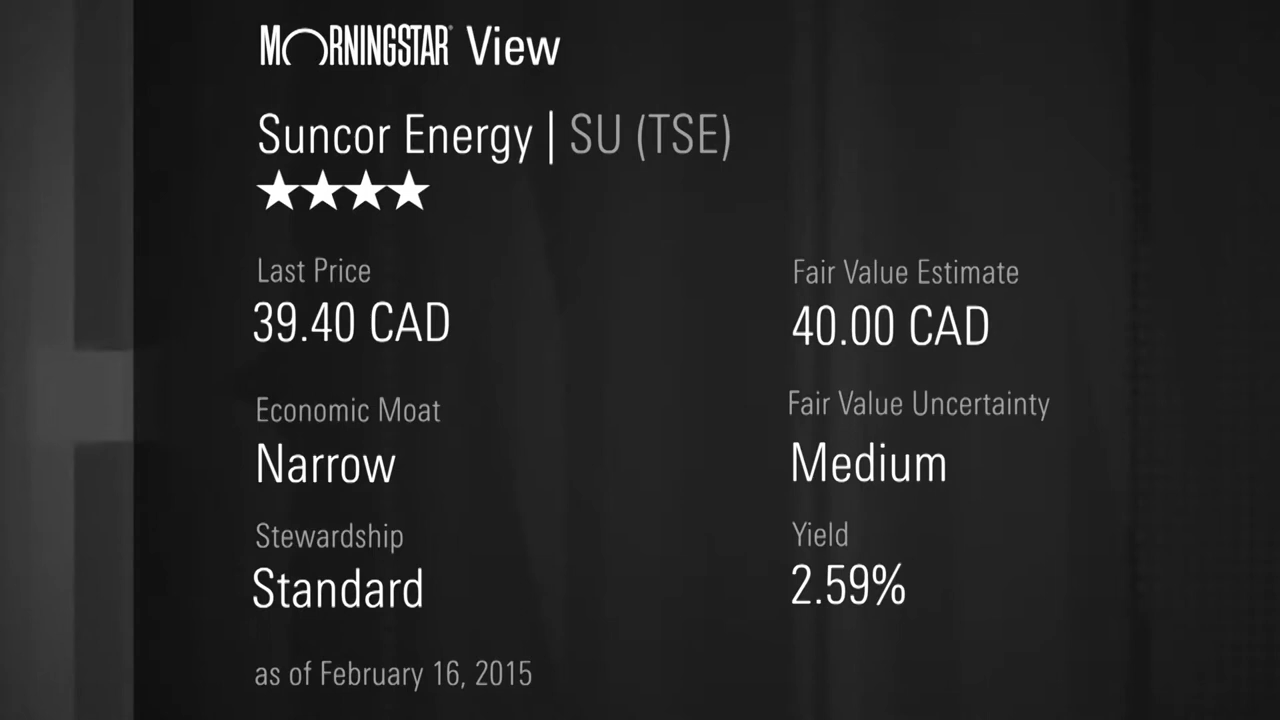 MORNINGSTAR® View
Suncor Energy | SU (TSE)
★★★★
Last Price
39.40 CAD
Fair Value Estimate
40.00 CAD
Economic Moat
Narrow
Fair Value Uncertainty
Medium
Stewardship
Standard
Yield
2.59%
as of February 16, 2015